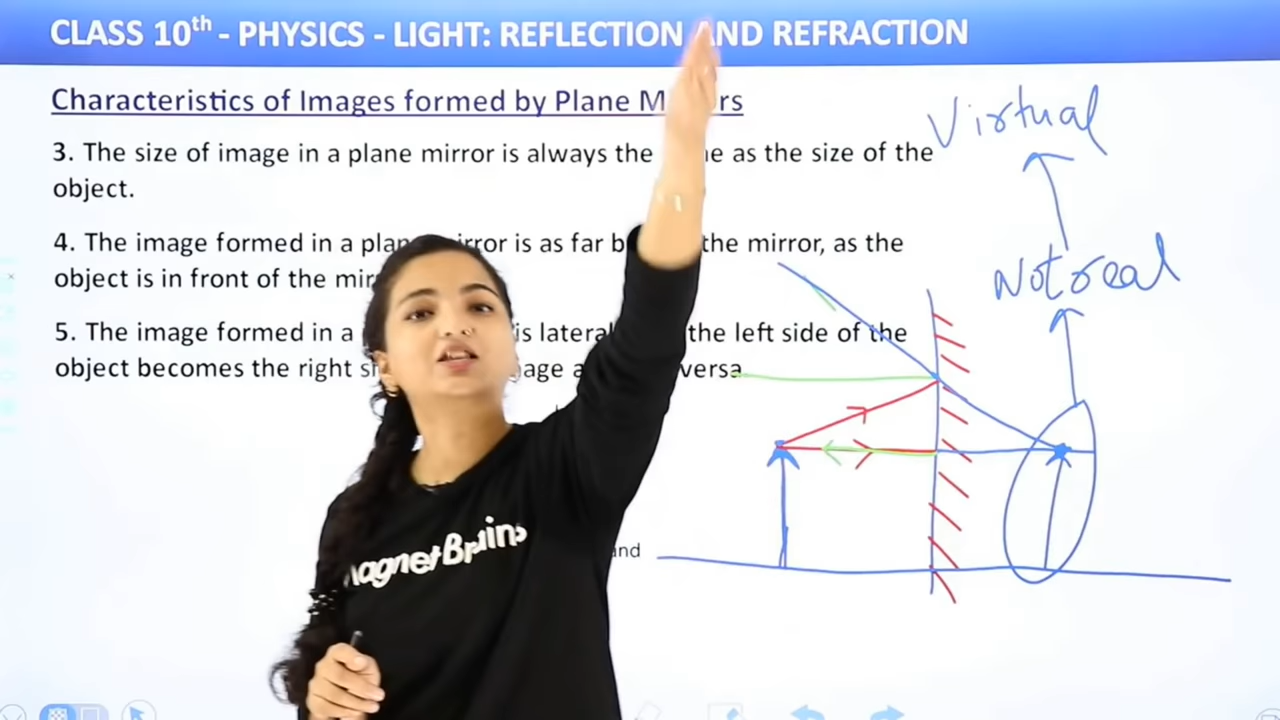 CLASS 10th - PHYSICS - LIGHT: REFLECTION AND REFRACTION
Characteristics of Images formed by Plane M rs
3. The size of image in a plane mirror is always the e as the size of the
object.
4. The image formed in a plan irror is as far b the mirror, as the
object is in front of the mir
5. The image formed in a is lateral the left side of the
object becomes the right si age a versa
and
Virtual
Not real
MagnetBrains